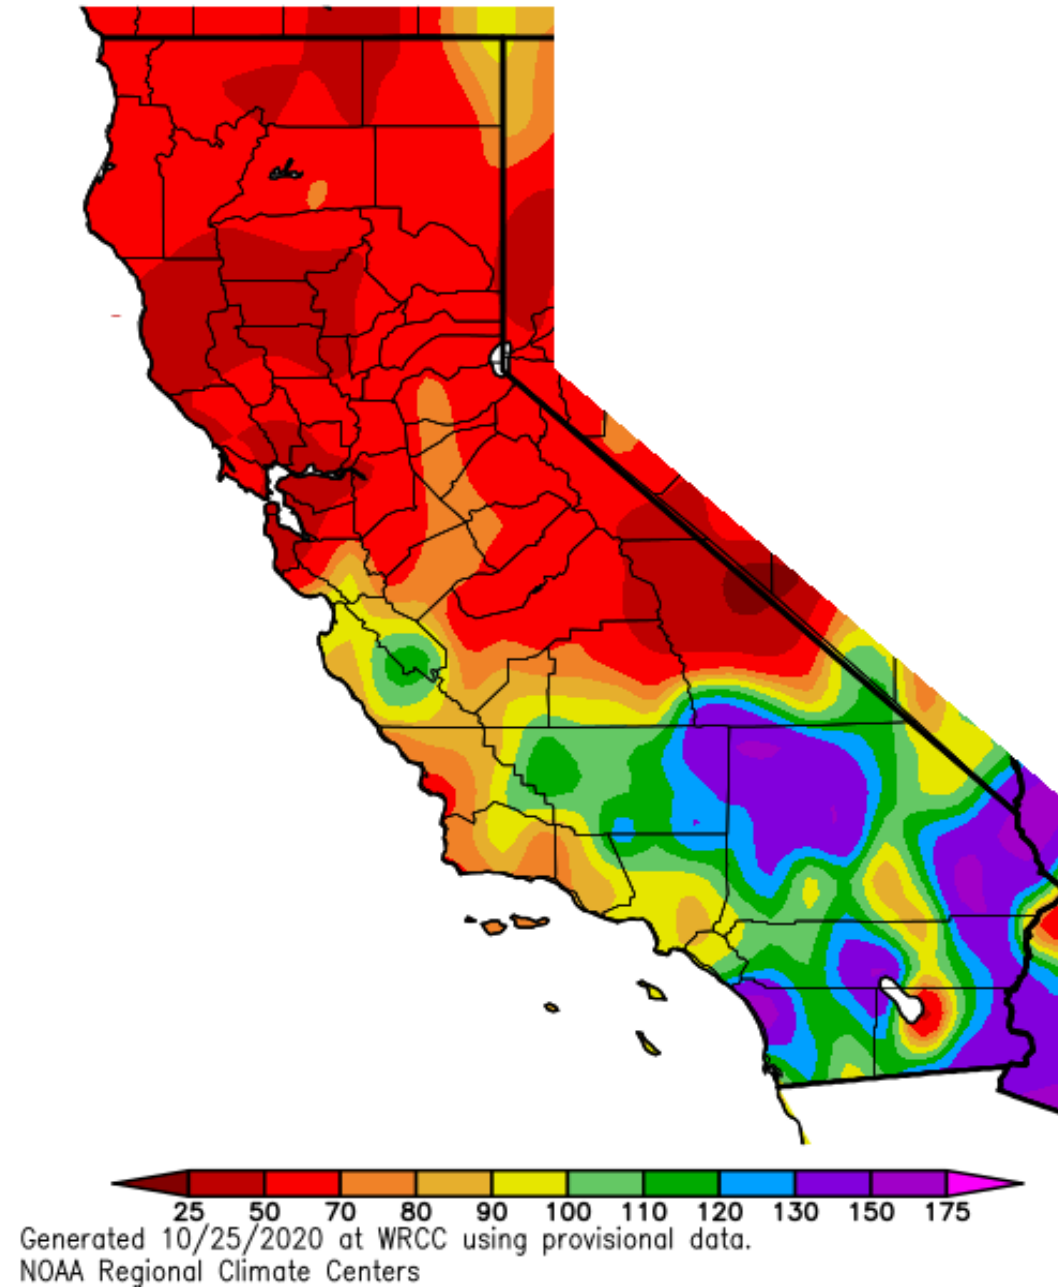 25 50 70 80 90 100 110 120 130 150 175
Generated 10/25/2020 at WRCC using provisional data.
NOAA Regional Climate Centers